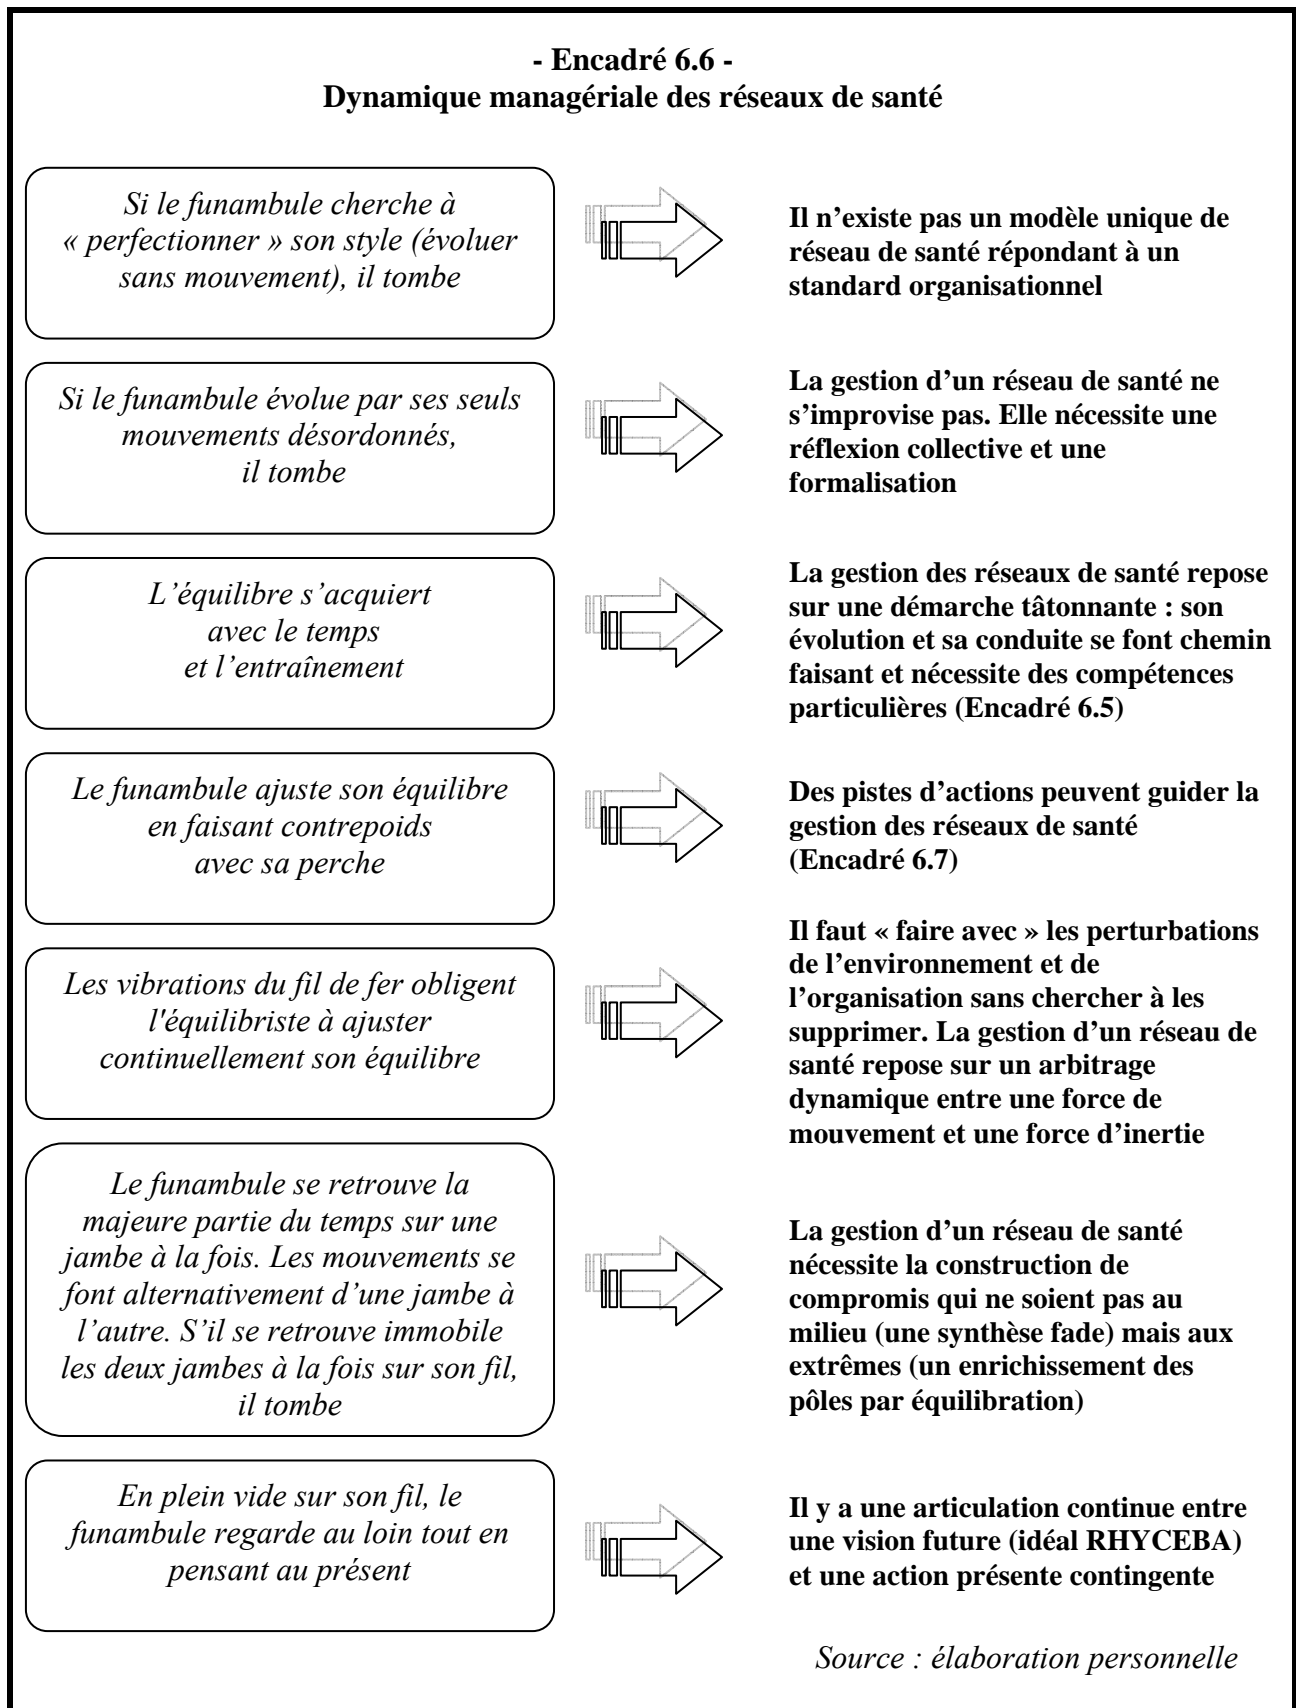 - Encadré 6.6 -
Dynamique managériale des réseaux de santé
Si le funambule cherche à
« perfectionner » son style (évoluer
sans mouvement), il tombe
Il n’existe pas un modèle unique de
réseau de santé répondant à un
standard organisationnel
Si le funambule évolue par ses seuls
mouvements désordonnés,
il tombe
La gestion d’un réseau de santé ne
s’improvise pas. Elle nécessite une
réflexion collective et une
formalisation
L’équilibre s’acquiert
avec le temps
et l’entraînement
La gestion des réseaux de santé repose
sur une démarche tâtonnante : son
évolution et sa conduite se font chemin
faisant et nécessite des compétences
particulières (Encadré 6.5)
Le funambule ajuste son équilibre
en faisant contrepoids
avec sa perche
Des pistes d’actions peuvent guider la
gestion des réseaux de santé
(Encadré 6.7)
Les vibrations du fil de fer obligent
l'équilibriste à ajuster
continuellement son équilibre
Il faut « faire avec » les perturbations
de l’environnement et de
l’organisation sans chercher à les
supprimer. La gestion d’un réseau de
santé repose sur un arbitrage
dynamique entre une force de
mouvement et une force d’inertie
Le funambule se retrouve la
majeure partie du temps sur une
jambe à la fois. Les mouvements se
font alternativement d’une jambe à
l’autre. S’il se retrouve immobile
les deux jambes à la fois sur son fil,
il tombe
La gestion d’un réseau de santé
nécessite la construction de
compromis qui ne soient pas au
milieu (une synthèse fade) mais aux
extrêmes (un enrichissement des
pôles par équilibration)
En plein vide sur son fil, le
funambule regarde au loin tout en
pensant au présent
Il y a une articulation continue entre
une vision future (idéal RHYCEBA)
et une action présente contingente
Source : élaboration personnelle